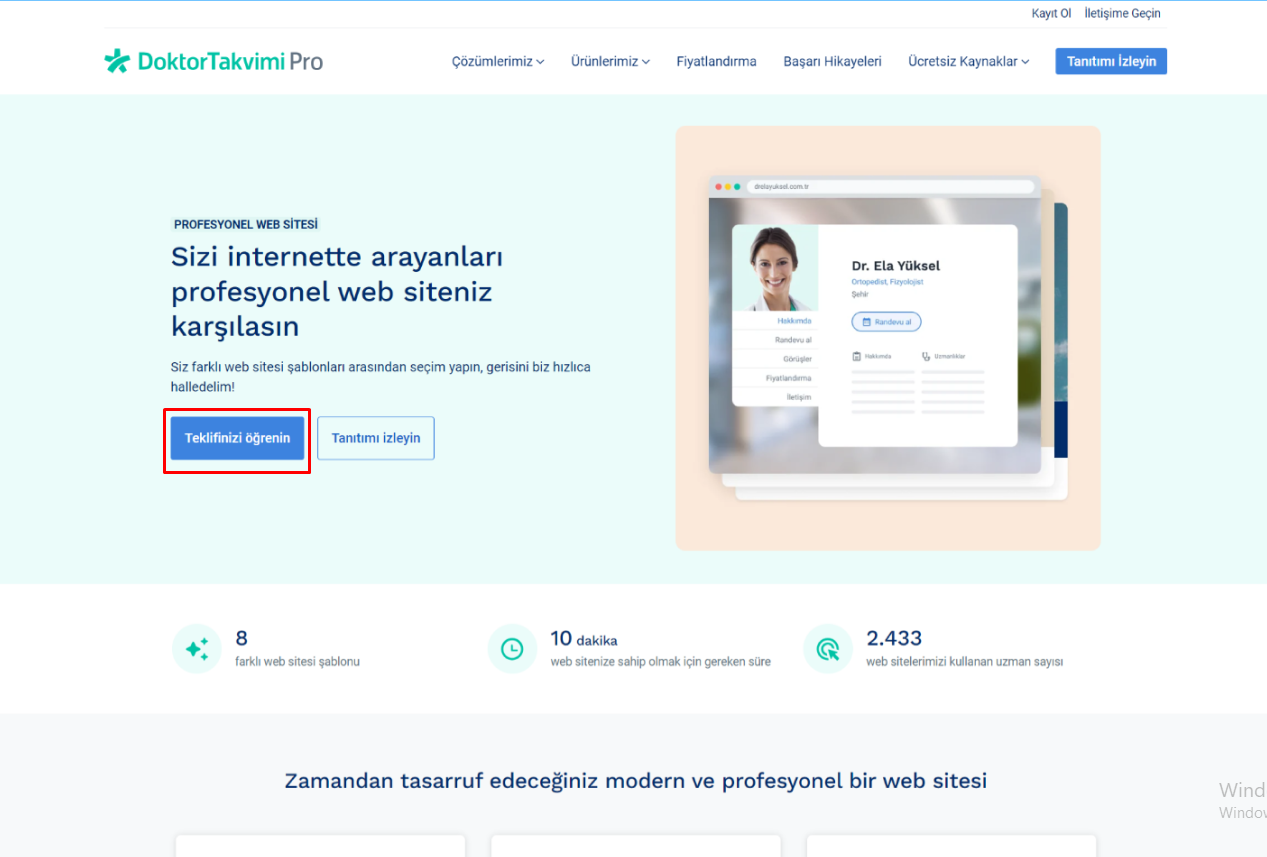 Kayıt Ol İletişime Geçin
DoktorTakvimi Pro
Çözümlerimiz Ürünlerimiz Fiyatlandırma Başarı Hikayeleri Ücretsiz Kaynaklar Tanıtımı İzleyin
PROFESYONEL WEB SİTESİ
Sizi internette arayanları
profesyonel web siteniz
karşılasın
Siz farklı web sitesi şablonları arasından seçim yapın, gerisini biz hızlıca
halledelim!
Teklifinizi öğrenin Tanıtımı izleyin
drelayuksel.com.tr
Dr. Ela Yüksel
Ortopedist, Fizyolojist
Şehir
Randevu al
Hakkımda
Randevu al
Görüşler
Fiyatlandırma
İletişim
Hakkımda Uzmanlıklar
8
farklı web sitesi şablonu
10 dakika
web sitenize sahip olmak için gereken süre
2.433
web sitelerimizi kullanan uzman sayısı
Zamandan tasarruf edeceğiniz modern ve profesyonel bir web sitesi
Wind
Window